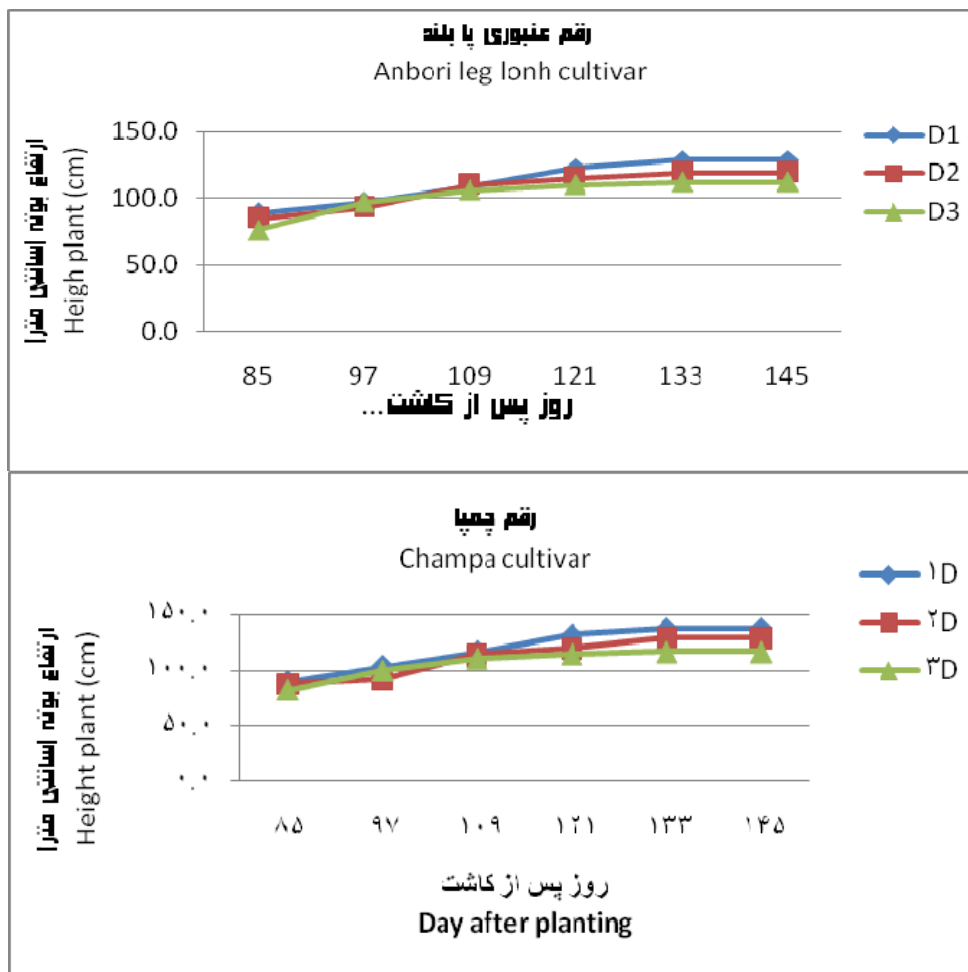 رقم عنبوری پا بلند
Anbori leg lonh cultivar
ارتفاع بوته (سانتی متر)
Heigh plant (cm)
150.0
100.0
50.0
0.0
85 97 109 121 133 145
روز پس از کاشت...
D1
D2
D3
رقم چمپا
Champa cultivar
ارتفاع بوته (سانتی متر)
Height plant (cm)
۱۵۰.۰
۱۰۰.۰
۵۰.۰
۰.۰
۸۵ ۹۷ ۱۰۹ ۱۲۱ ۱۳۳ ۱۴۵
روز پس از کاشت
Day after planting
۱D
۲D
۳D